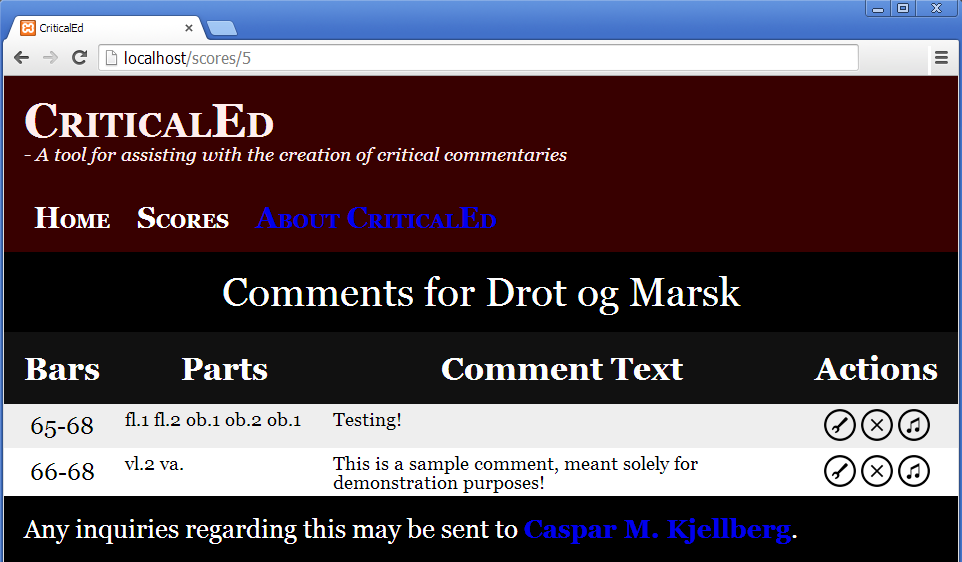 CriticalEd
localhost/scores/5
CriticalEd
- A tool for assisting with the creation of critical commentaries
Home Scores About CriticalEd
Comments for Drot og Marsk
Bars Parts Comment Text Actions
65-68 fl.1 fl.2 ob.1 ob.2 ob.1 Testing!
66-68 vl.2 va. This is a sample comment, meant solely for
demonstration purposes!
Any inquiries regarding this may be sent to Caspar M. Kjellberg.